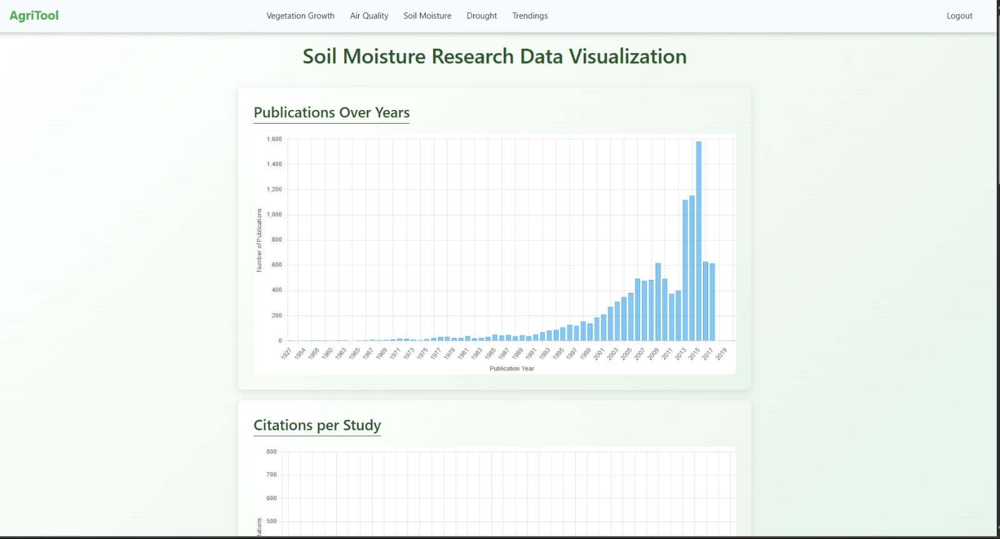 AgriTool
Vegetation Growth Air Quality Soil Moisture Drought Trendings
Logout
Soil Moisture Research Data Visualization
Publications Over Years
1,600
1,400
1,200
1,000
800
600
400
200
0
Number of Publications
1927 1954 1958 1960 1963 1965 1967 1969 1971 1973 1975 1977 1979 1981 1983 1985 1987 1989 1991 1993 1995 1997 1999 2001 2003 2005 2007 2009 2011 2013 2015 2017 2019
Publication Year
Citations per Study
800
700
600
500